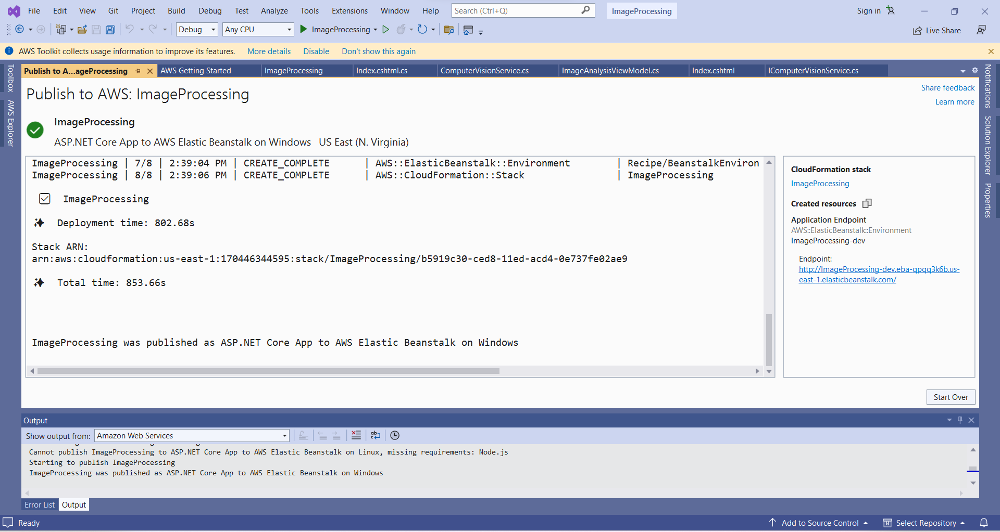 File Edit View Git Project Build Debug Test Analyze Tools Extensions Window Help Search (Ctrl+Q) ImageProcessing Sign in
Debug Any CPU ImageProcessing Live Share
AWS Toolkit collects usage information to improve its features. More details Disable Don't show this again
Toolbox
AWS Explorer
Publish to A...ageProcessing AWS Getting Started ImageProcessing Index.cshtml.cs ComputerVisionService.cs ImageAnalysisViewModel.cs Index.cshtml IComputerVisionService.cs
Notifications
Solution Explorer
Properties
Publish to AWS: ImageProcessing
Share feedback
Learn more
ImageProcessing
ASP.NET Core App to AWS Elastic Beanstalk on Windows US East (N. Virginia)
ImageProcessing | 7/8 | 2:39:04 PM | CREATE_COMPLETE | AWS::ElasticBeanstalk::Environment | Recipe/BeanstalkEnviron
ImageProcessing | 8/8 | 2:39:06 PM | CREATE_COMPLETE | AWS::CloudFormation::Stack | ImageProcessing
ImageProcessing
Deployment time: 802.68s
Stack ARN:
arn:aws:cloudformation:us-east-1:170446344595:stack/ImageProcessing/b5919c30-ced8-11ed-acd4-0e737fe02ae9
Total time: 853.66s
ImageProcessing was published as ASP.NET Core App to AWS Elastic Beanstalk on Windows
CloudFormation stack
ImageProcessing
Created resources
Application Endpoint
AWS::ElasticBeanstalk::Environment
ImageProcessing-dev
Endpoint:
http://ImageProcessing-dev.eba-qpqq3k6b.us-
east-1.elasticbeanstalk.com/
Start Over
Output
Show output from: Amazon Web Services
Cannot publish ImageProcessing to ASP.NET Core App to AWS Elastic Beanstalk on Linux, missing requirements: Node.js
Starting to publish ImageProcessing
ImageProcessing was published as ASP.NET Core App to AWS Elastic Beanstalk on Windows
Error List Output
Ready Add to Source Control Select Repository